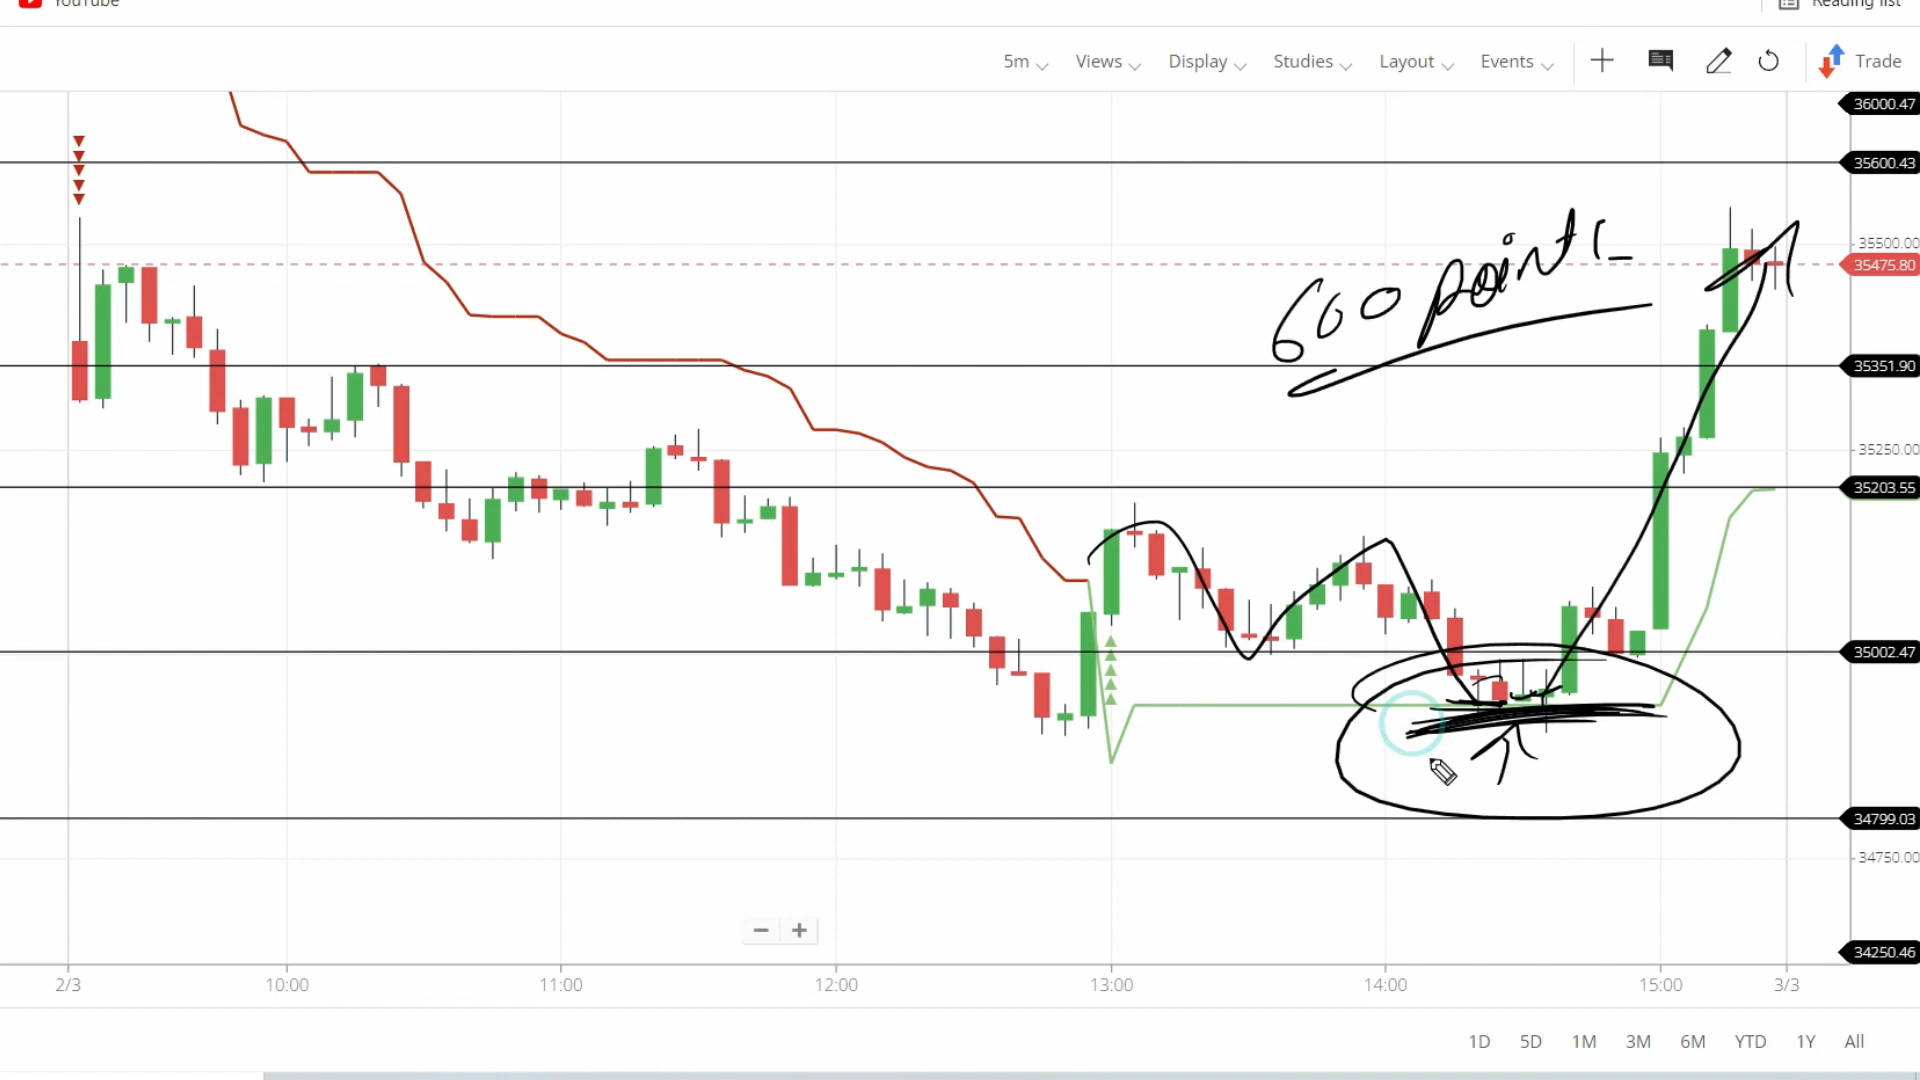 YouTube
Reading list
5m Views Display Studies Layout Events Trade
36000.47
35600.43
35500.00
35475.80
600 points
35351.90
35250.00
35203.55
35002.47
34799.03
34750.00
34250.46
2/3 10:00 11:00 12:00 13:00 14:00 15:00 3/3
1D 5D 1M 3M 6M YTD 1Y All